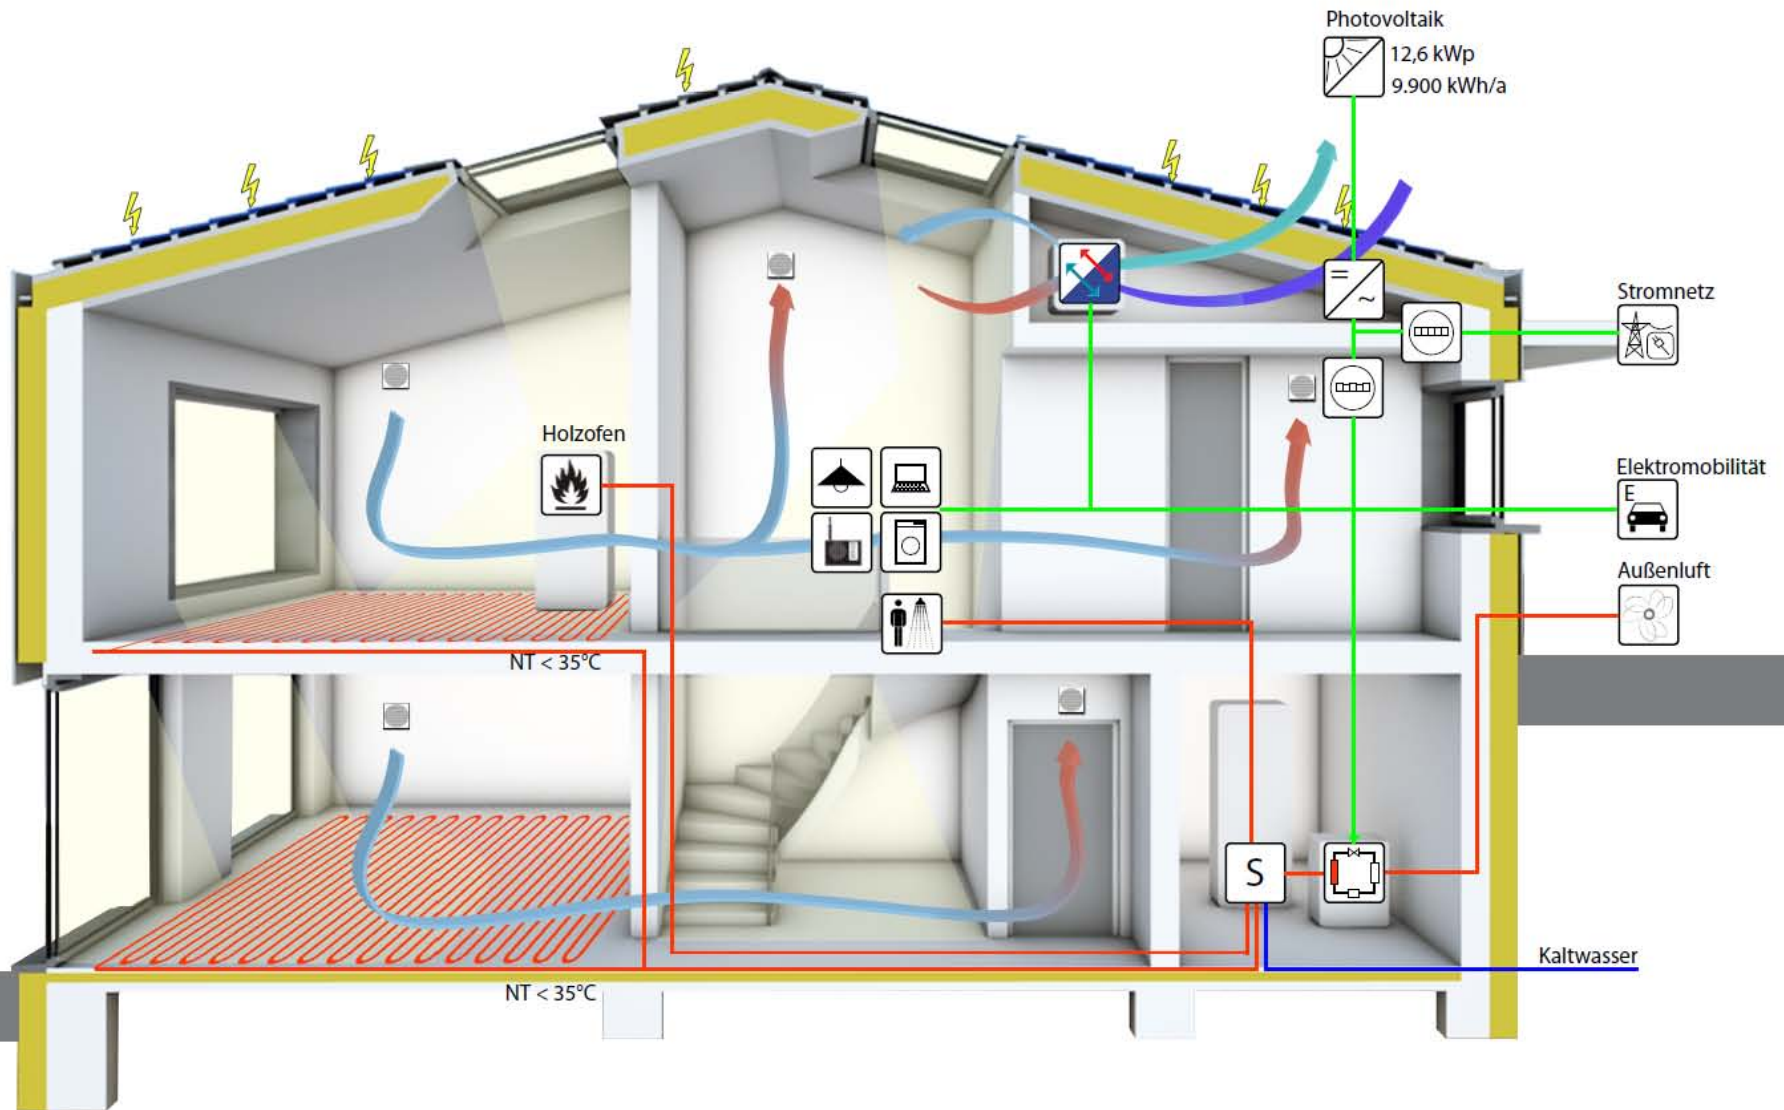 Photovoltaik
12,6 kWp
9.900 kWh/a
=
~
Stromnetz
Holzofen
Elektromobilität
E
Außenluft
NT < 35°C
S
Kaltwasser
NT < 35°C